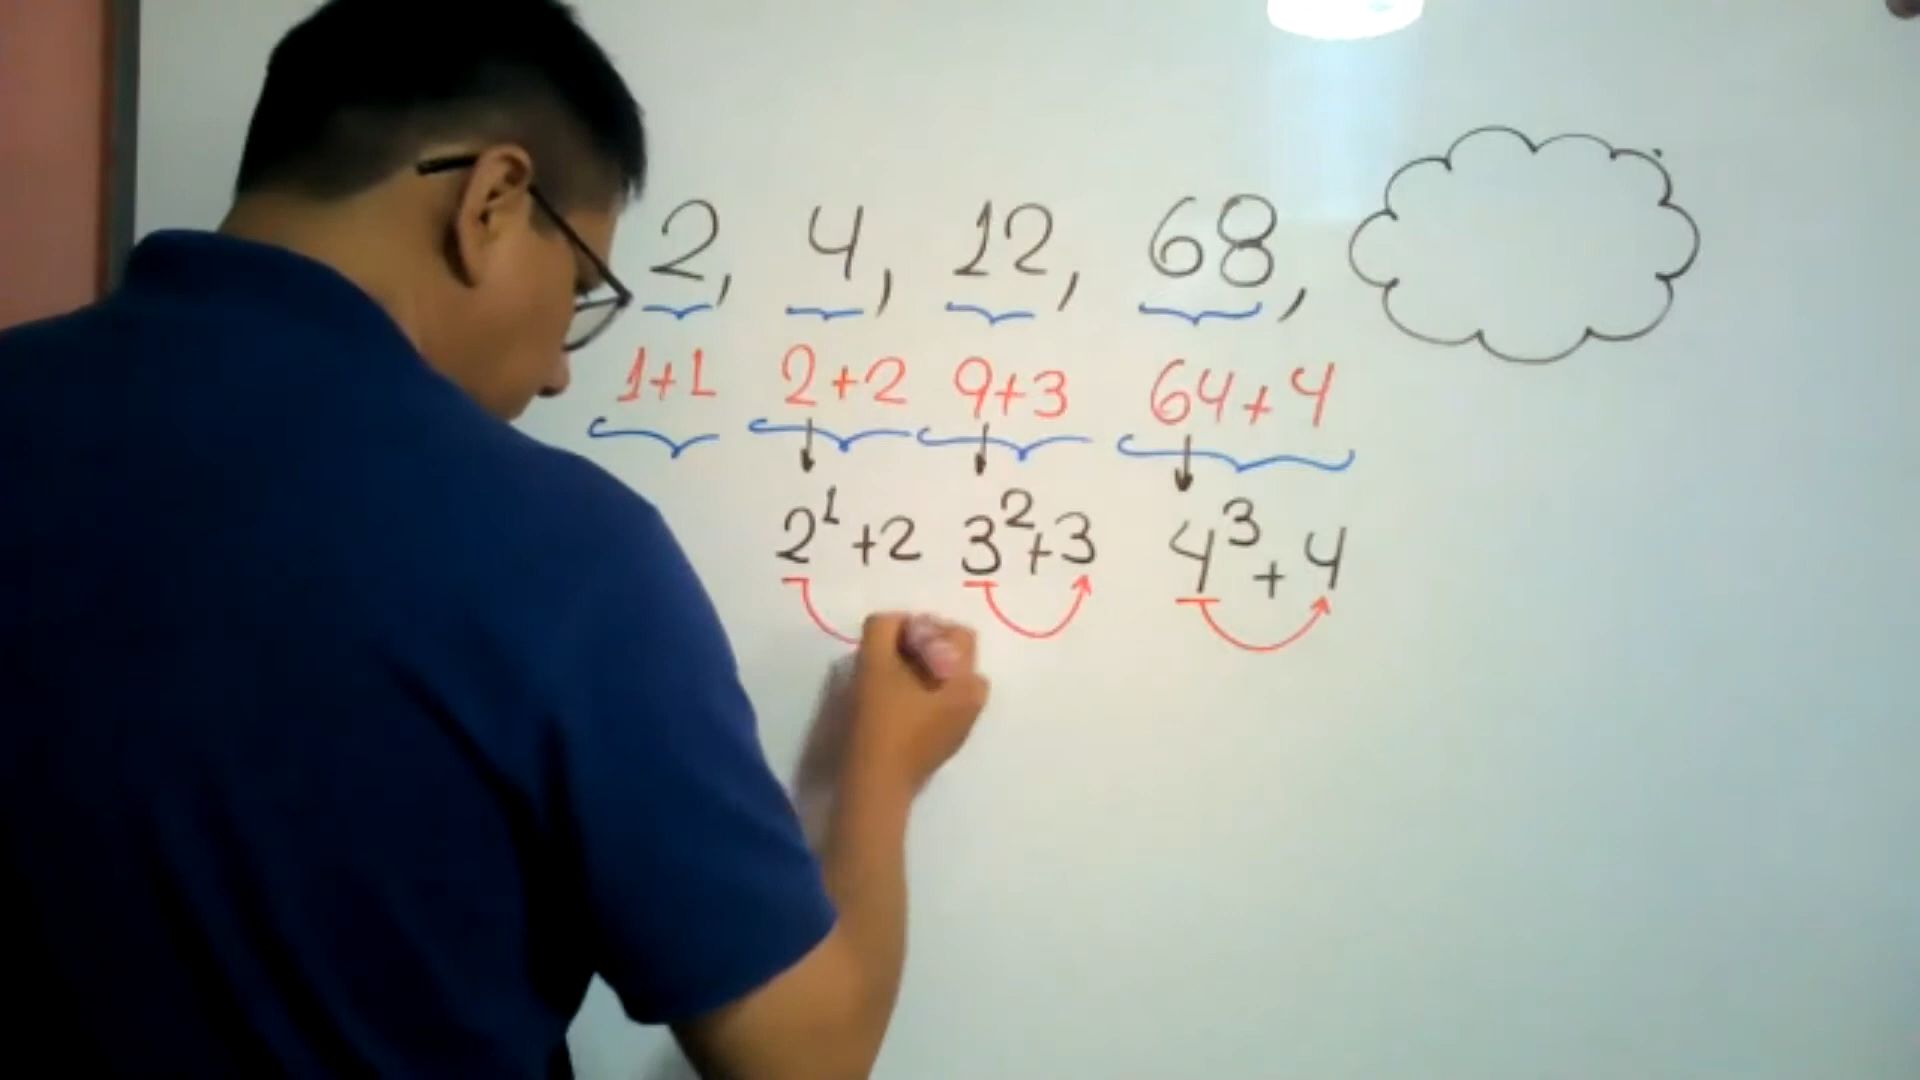 2, 4, 12, 68,
1+1 2+2 9+3 64+4
2¹+2 3²+3 4³+4